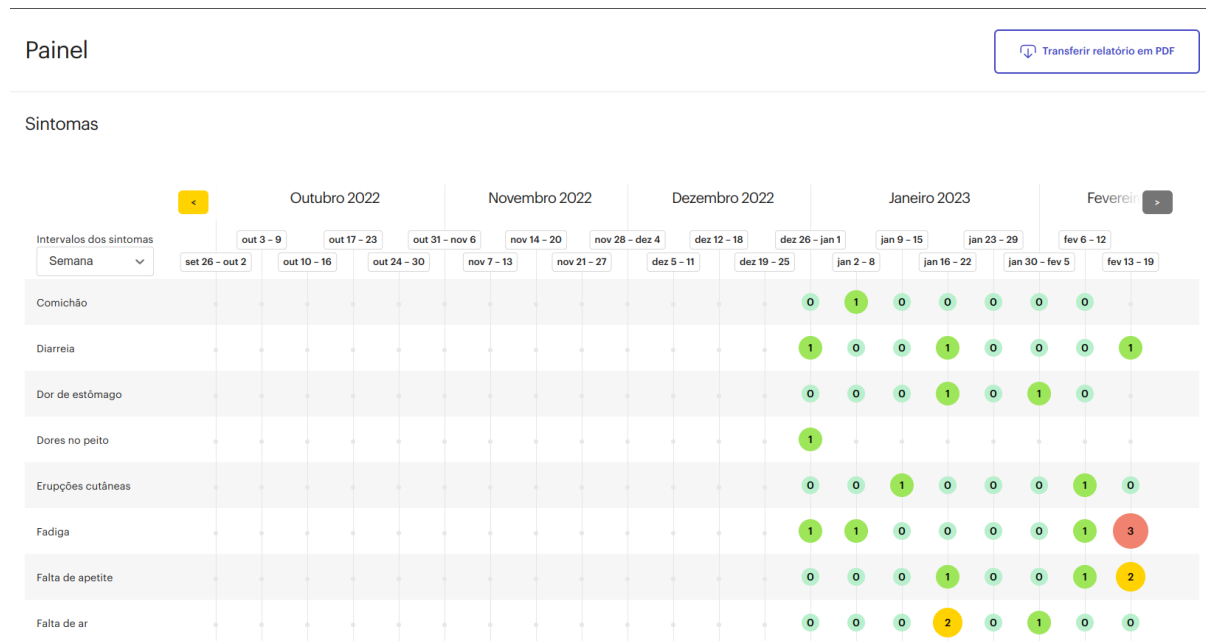 Painel
Transferir relatório em PDF
Sintomas
<
Outubro 2022
Novembro 2022
Dezembro 2022
Janeiro 2023
Fevereir
>
Intervalos dos sintomas
out 3 – 9
out 17 – 23
out 31 – nov 6
nov 14 – 20
nov 28 – dez 4
dez 12 – 18
dez 26 – jan 1
jan 9 – 15
jan 23 – 29
fev 6 – 12
Semana
set 26 – out 2
out 10 – 16
out 24 – 30
nov 7 – 13
nov 21 – 27
dez 5 – 11
dez 19 – 25
jan 2 – 8
jan 16 – 22
jan 30 – fev 5
fev 13 – 19
Comichão 0 1 0 0 0 0 0
Diarreia 1 0 0 1 0 0 0 1
Dor de estômago 0 0 0 1 0 1 0
Dores no peito 1
Erupções cutâneas 0 0 1 0 0 0 1 0
Fadiga 1 1 0 0 0 0 1 3
Falta de apetite 0 0 0 1 0 0 1 2
Falta de ar 0 0 0 2 0 1 0 0